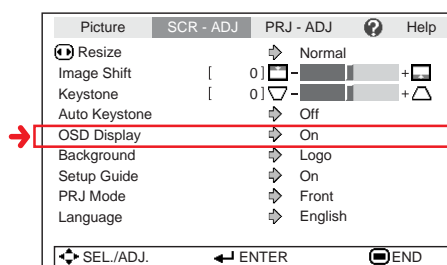 Picture SCR - ADJ PRJ - ADJ ? Help
Resize Normal
Image Shift [ 0 ] - +
Keystone [ 0 ] - +
Auto Keystone Off
OSD Display On
Background Logo
Setup Guide On
PRJ Mode Front
Language English
SEL./ADJ. ENTER END